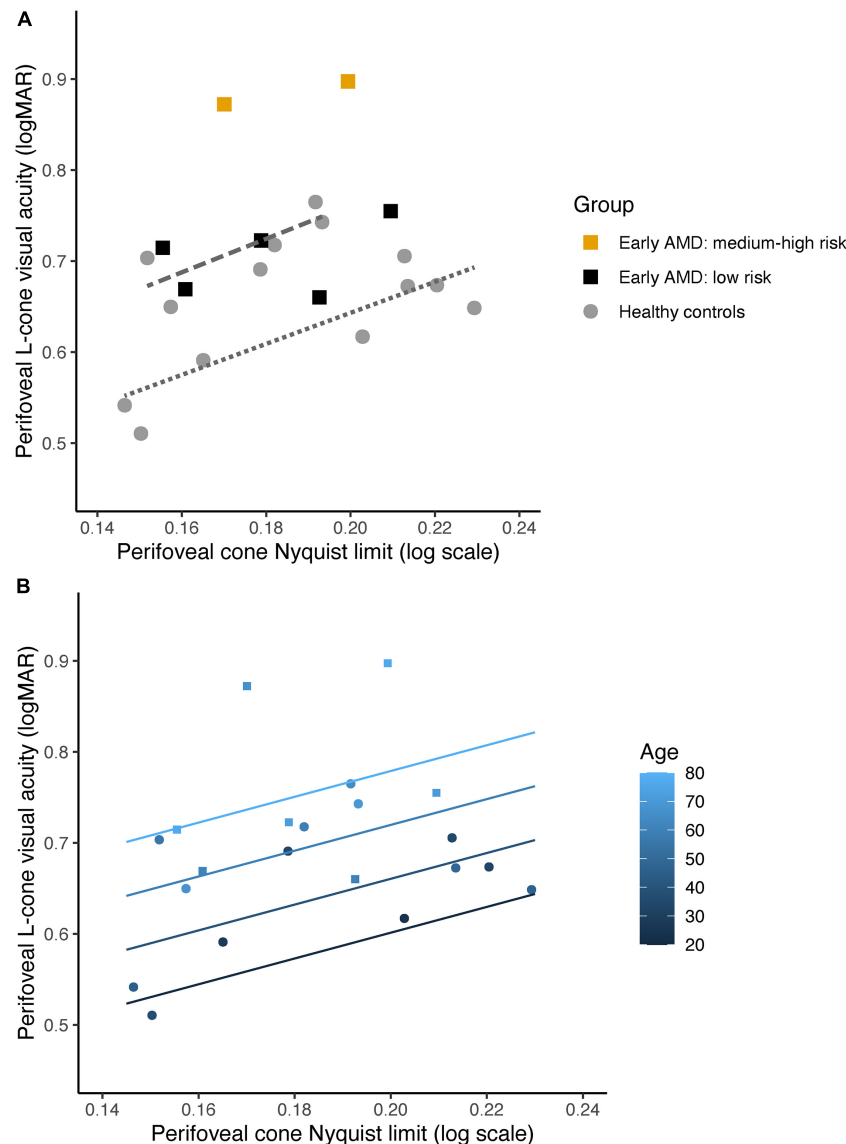 A
Perifoveal L-cone visual acuity (logMAR)
0.9
0.8
0.7
0.6
0.5
0.14 0.16 0.18 0.20 0.22 0.24
Perifoveal cone Nyquist limit (log scale)
Group
Early AMD: medium-high risk
Early AMD: low risk
Healthy controls
B
Perifoveal L-cone visual acuity (logMAR)
0.9
0.8
0.7
0.6
0.5
0.14 0.16 0.18 0.20 0.22 0.24
Perifoveal cone Nyquist limit (log scale)
Age
80
70
60
50
40
30
20